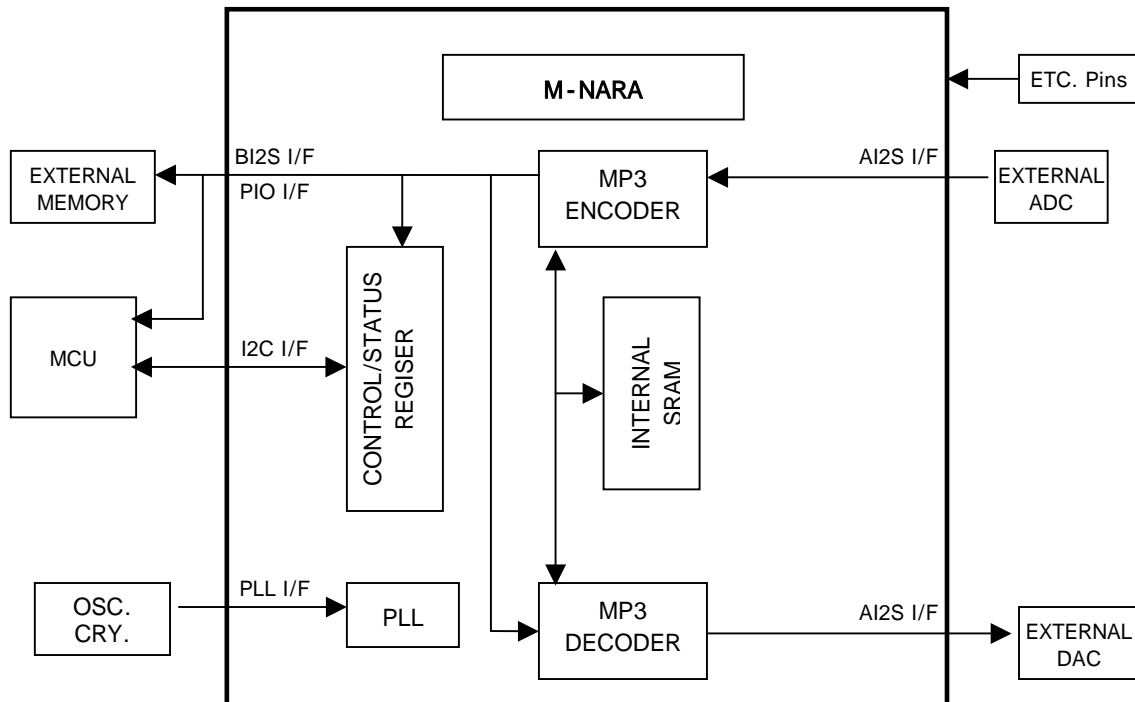 M-NARA
ETC. Pins
BI2S I/F
AI2S I/F
EXTERNAL
MEMORY
PIO I/F
MP3
ENCODER
EXTERNAL
ADC
MCU
I2C I/F
CONTROL/STATUS
REGISER
INTERNAL
SRAM
OSC.
CRY.
PLL I/F
PLL
MP3
DECODER
AI2S I/F
EXTERNAL
DAC